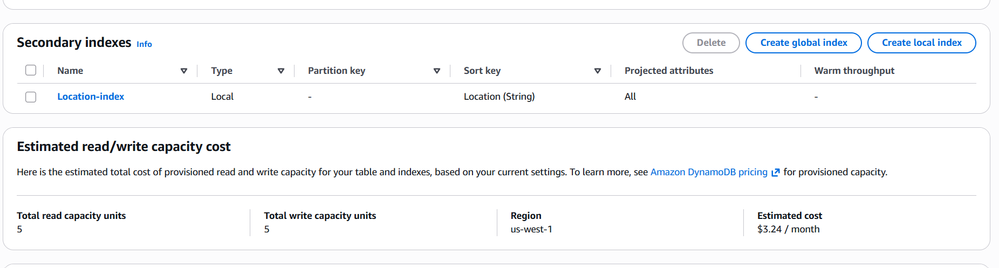 Secondary indexes Info
Delete Create global index Create local index
Name Type Partition key Sort key Projected attributes Warm throughput
Location-index Local - Location (String) All -
Estimated read/write capacity cost
Here is the estimated total cost of provisioned read and write capacity for your table and indexes, based on your current settings. To learn more, see Amazon DynamoDB pricing for provisioned capacity.
Total read capacity units Total write capacity units Region Estimated cost
5 5 us-west-1 $3.24 / month